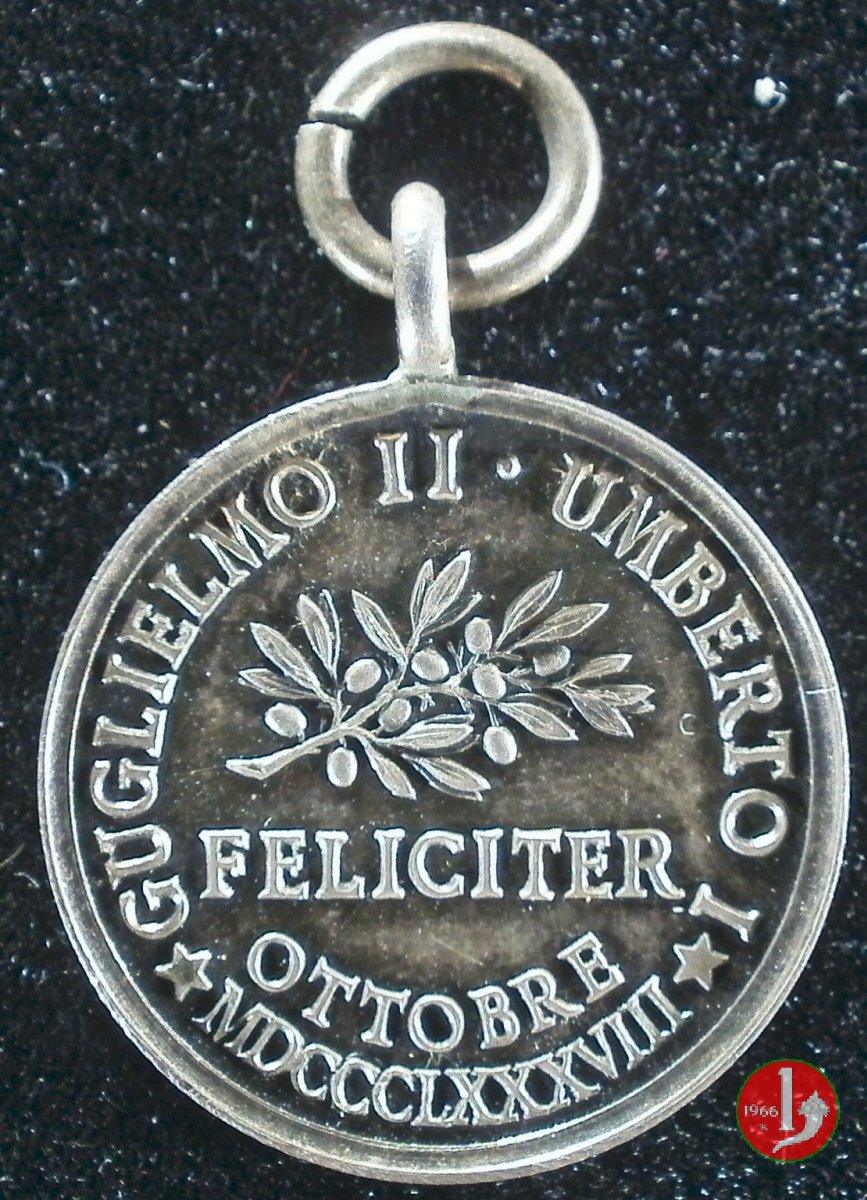 GUGLIELMO II · UMBERTO I
FELICITER
OTTOBRE
MDCCCLXXXVIII
C
1966
R